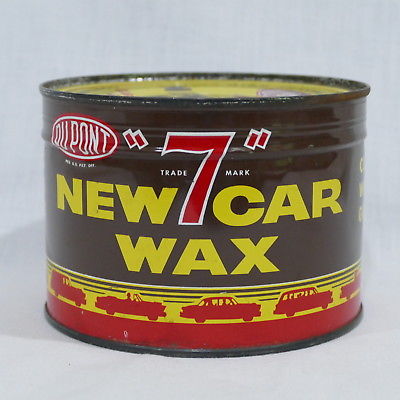 DU PONT
REG. U.S. PAT. OFF.
"7"
TRADE MARK
NEW CAR
WAX